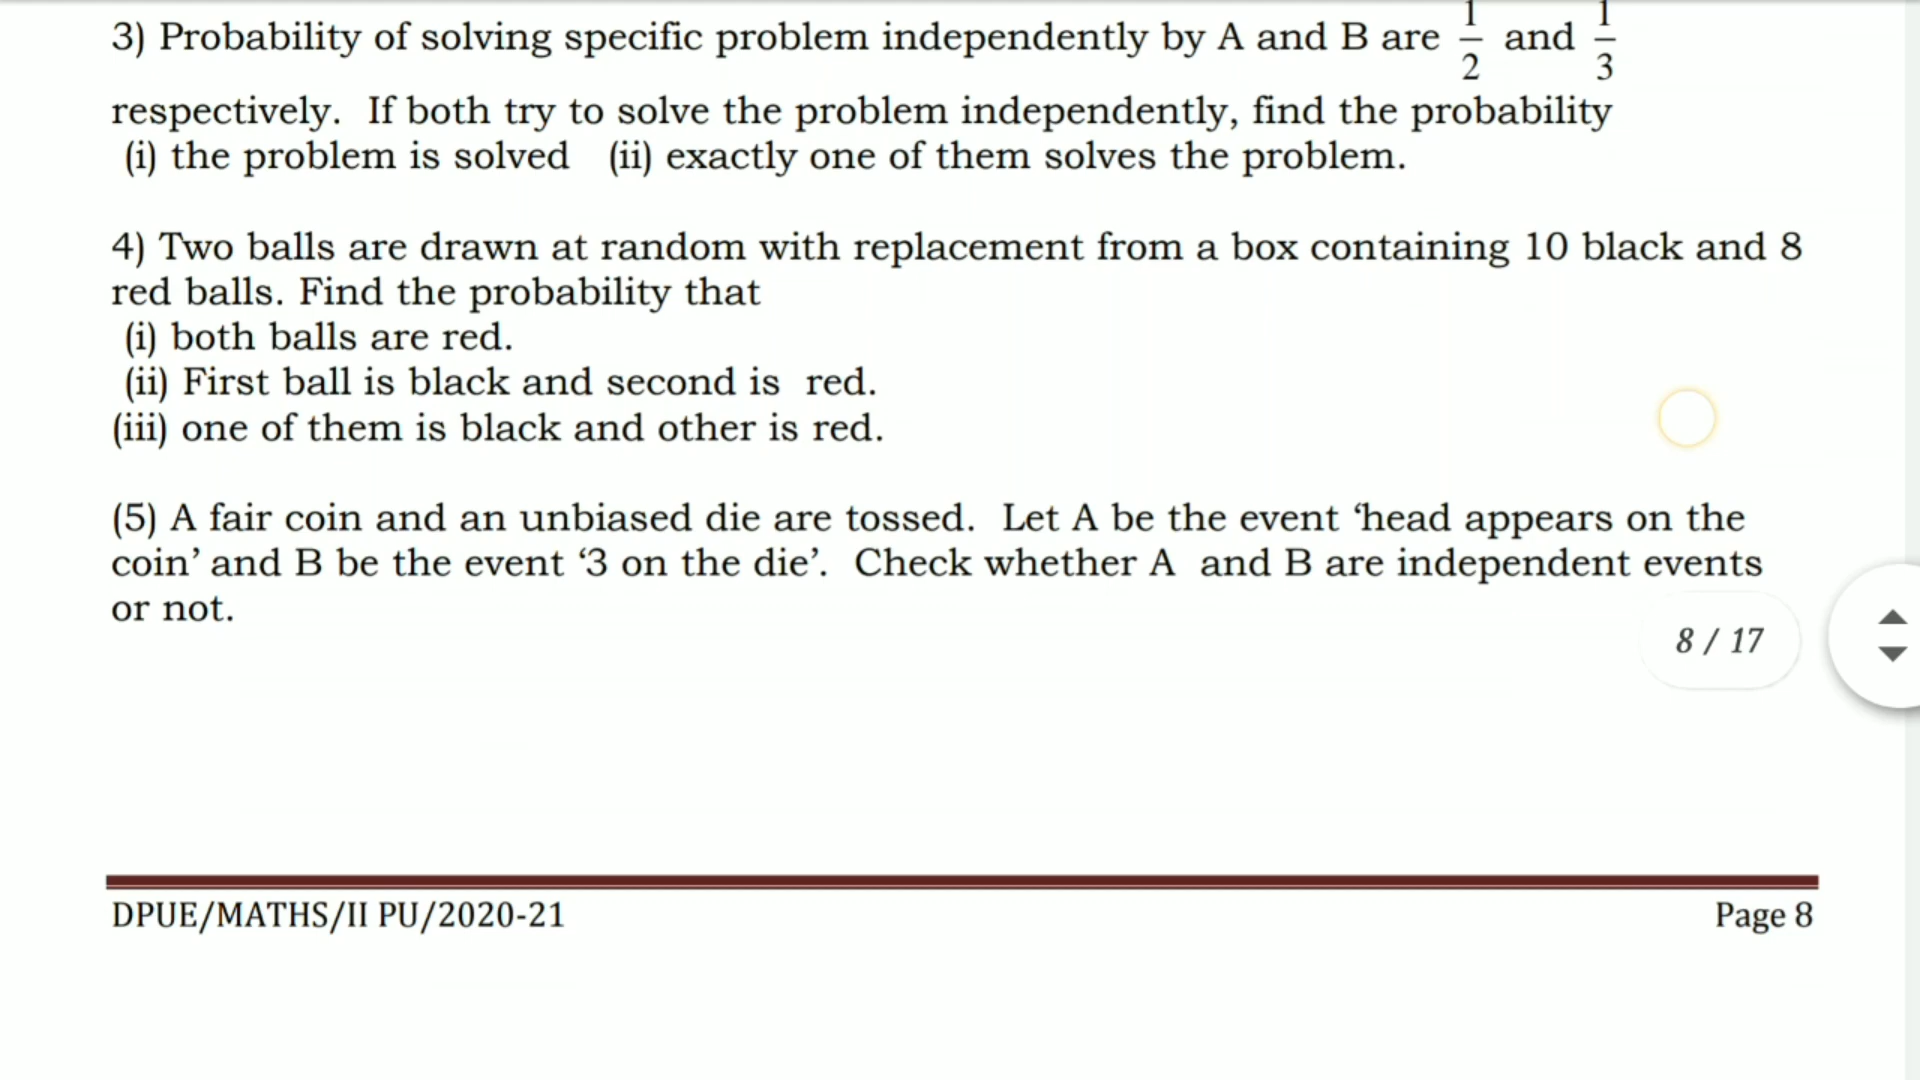 3) Probability of solving specific problem independently by A and B are 1/2 and 1/3
respectively.  If both try to solve the problem independently, find the probability
(i) the problem is solved   (ii) exactly one of them solves the problem.
4) Two balls are drawn at random with replacement from a box containing 10 black and 8
red balls. Find the probability that
(i) both balls are red.
(ii) First ball is black and second is  red.
(iii) one of them is black and other is red.
(5) A fair coin and an unbiased die are tossed.  Let A be the event ‘head appears on the
coin’ and B be the event ‘3 on the die’.  Check whether A  and B are independent events
or not.
8 / 17
DPUE/MATHS/II PU/2020-21
Page 8